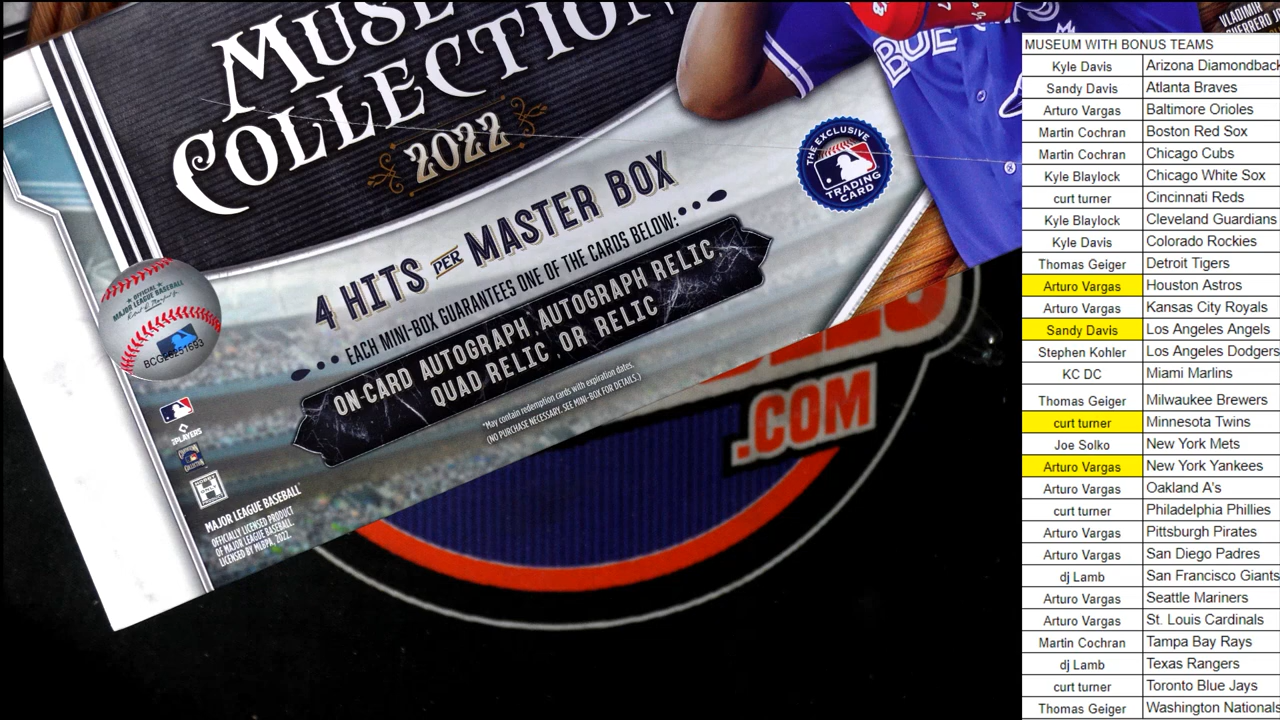 MUSE
COLLECTION
2022
4 HITS PER MASTER BOX
EACH MINI-BOX GUARANTEES ONE OF THE CARDS BELOW:
ON-CARD AUTOGRAPH, AUTOGRAPH RELIC,
QUAD RELIC, OR RELIC
*May contain redemption cards with expiration dates.
(NO PURCHASE NECESSARY. SEE MINI-BOX FOR DETAILS.)
THE EXCLUSIVE
TRADING
CARD
BLUE
VLADIMIR
GUERRERO JR
OFFICIAL
MAJOR LEAGUE BASEBALL
PLAYERS
MAJOR LEAGUE BASEBALL
OFFICIALLY LICENSED PRODUCT
OF MAJOR LEAGUE BASEBALL.
LICENSED BY MLBPA, 2022.
.COM
MUSEUM WITH BONUS TEAMS
Kyle Davis Arizona Diamondback
Sandy Davis Atlanta Braves
Arturo Vargas Baltimore Orioles
Martin Cochran Boston Red Sox
Martin Cochran Chicago Cubs
Kyle Blaylock Chicago White Sox
curt turner Cincinnati Reds
Kyle Blaylock Cleveland Guardians
Kyle Davis Colorado Rockies
Thomas Geiger Detroit Tigers
Arturo Vargas Houston Astros
Arturo Vargas Kansas City Royals
Sandy Davis Los Angeles Angels
Stephen Kohler Los Angeles Dodgers
KC DC Miami Marlins
Thomas Geiger Milwaukee Brewers
curt turner Minnesota Twins
Joe Solko New York Mets
Arturo Vargas New York Yankees
Arturo Vargas Oakland A's
curt turner Philadelphia Phillies
Arturo Vargas Pittsburgh Pirates
Arturo Vargas San Diego Padres
dj Lamb San Francisco Giants
Arturo Vargas Seattle Mariners
Arturo Vargas St. Louis Cardinals
Martin Cochran Tampa Bay Rays
dj Lamb Texas Rangers
curt turner Toronto Blue Jays
Thomas Geiger Washington Nationals